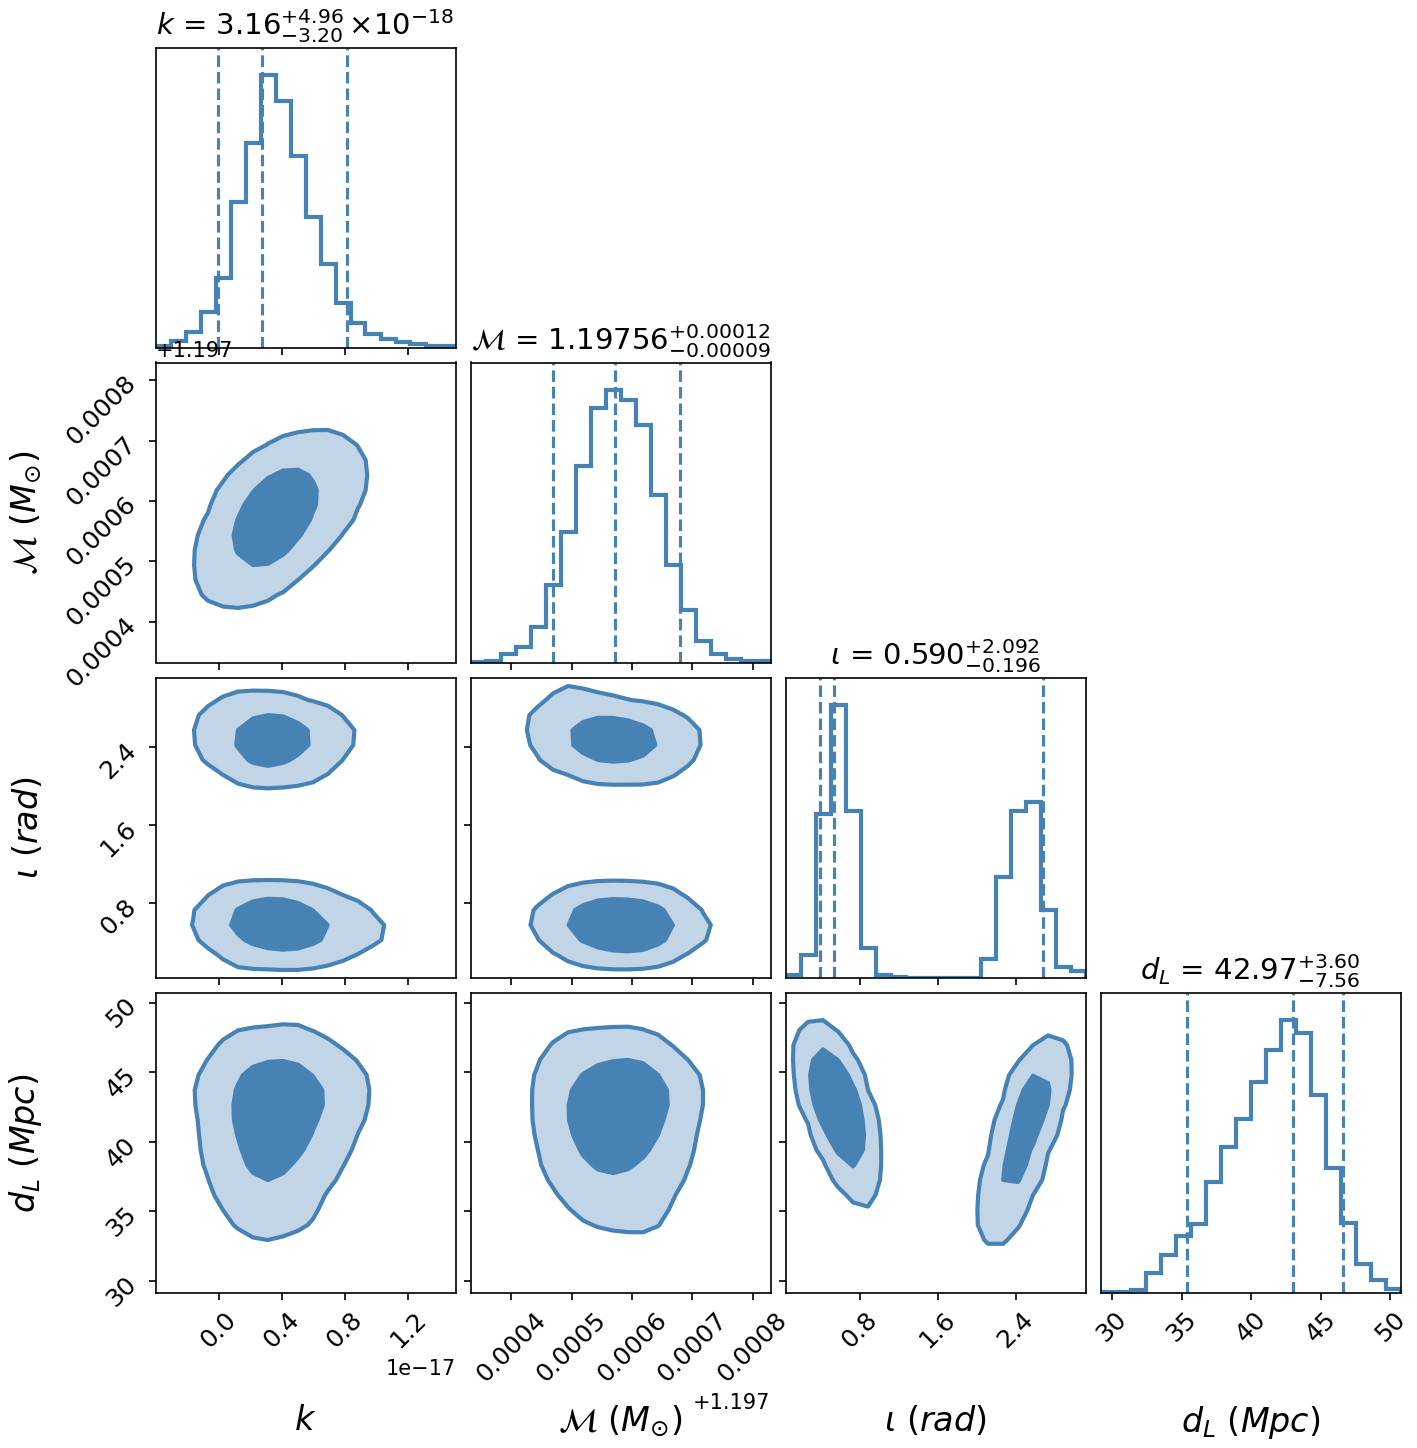 k = 3.16+4.96−3.20 ×10−18
+1.197
ℳ = 1.19756+0.00012−0.00009
0.0008
0.0007
0.0006
0.0005
0.0004
ℳ (M⊙)
ι = 0.590+2.092−0.196
2.4
1.6
0.8
ι (rad)
dL = 42.97+3.60−7.56
50
45
40
35
30
dL (Mpc)
0.0 0.4 0.8 1.2
1e−17
k
0.0004 0.0005 0.0006 0.0007 0.0008
+1.197
ℳ (M⊙)
0.8 1.6 2.4
ι (rad)
30 35 40 45 50
dL (Mpc)